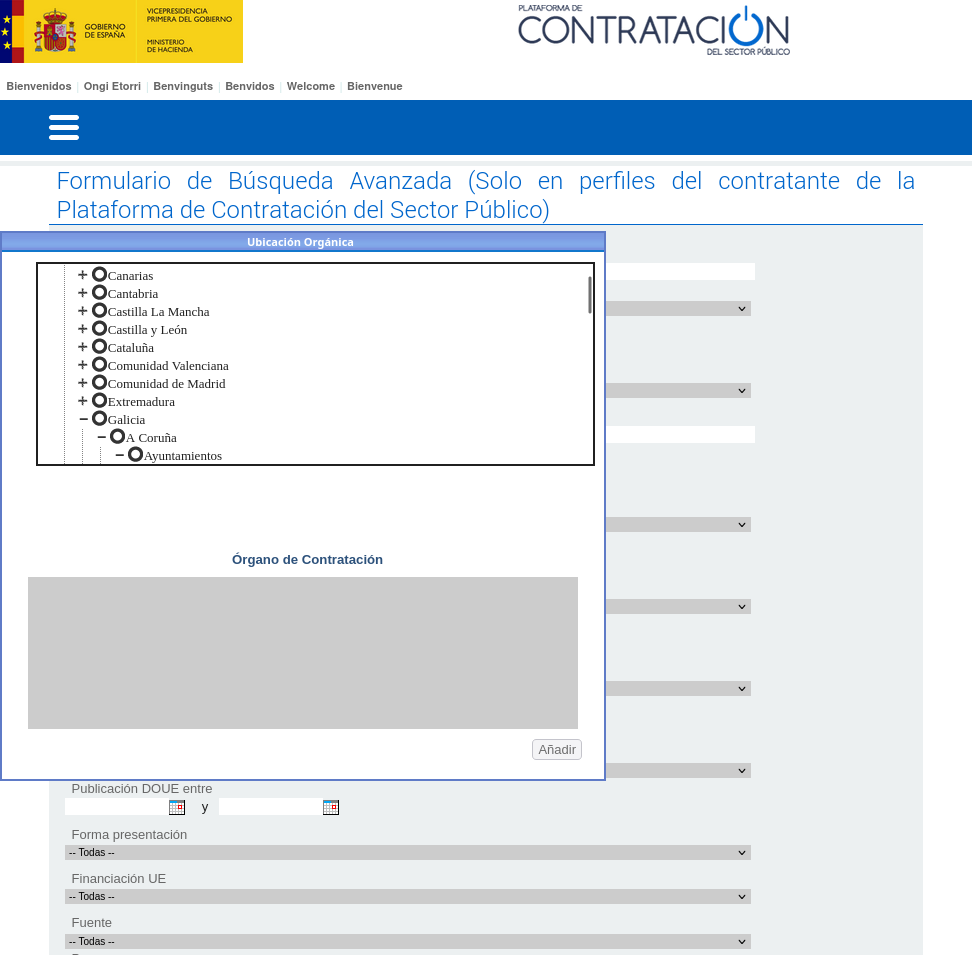 GOBIERNO
DE ESPAÑA
VICEPRESIDENCIA
PRIMERA DEL GOBIERNO
MINISTERIO
DE HACIENDA
PLATAFORMA DE
CONTRATACIÓN
DEL SECTOR PÚBLICO
Bienvenidos | Ongi Etorri | Benvinguts | Benvidos | Welcome | Bienvenue
Formulario de Búsqueda Avanzada (Solo en perfiles del contratante de la
Plataforma de Contratación del Sector Público)
Ubicación Orgánica
Canarias
Cantabria
Castilla La Mancha
Castilla y León
Cataluña
Comunidad Valenciana
Comunidad de Madrid
Extremadura
Galicia
A Coruña
Ayuntamientos
Órgano de Contratación
Añadir
Publicación DOUE entre
y
Forma presentación
-- Todas --
Financiación UE
-- Todas --
Fuente
-- Todas --